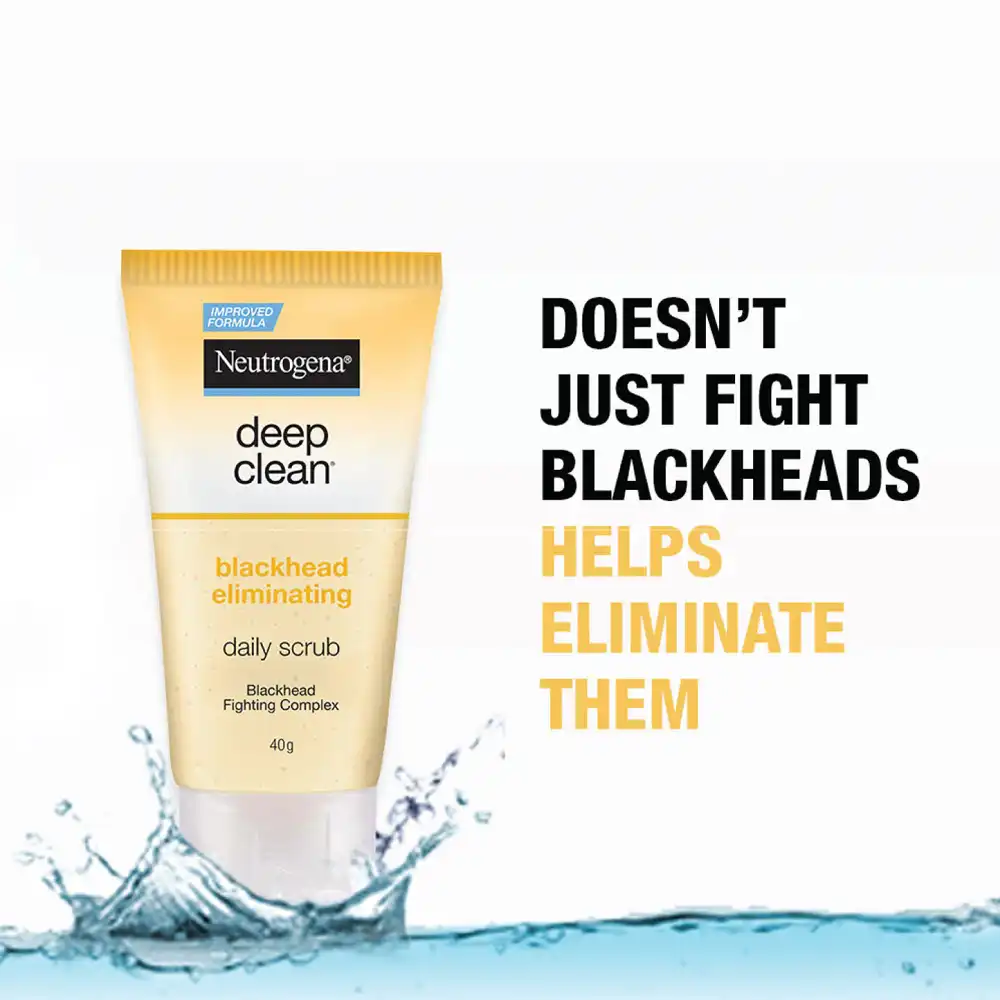 IMPROVED
FORMULA
Neutrogena®
deep
clean®
blackhead
eliminating
daily scrub
Blackhead
Fighting Complex
40g
DOESN'T
JUST FIGHT
BLACKHEADS
HELPS
ELIMINATE
THEM